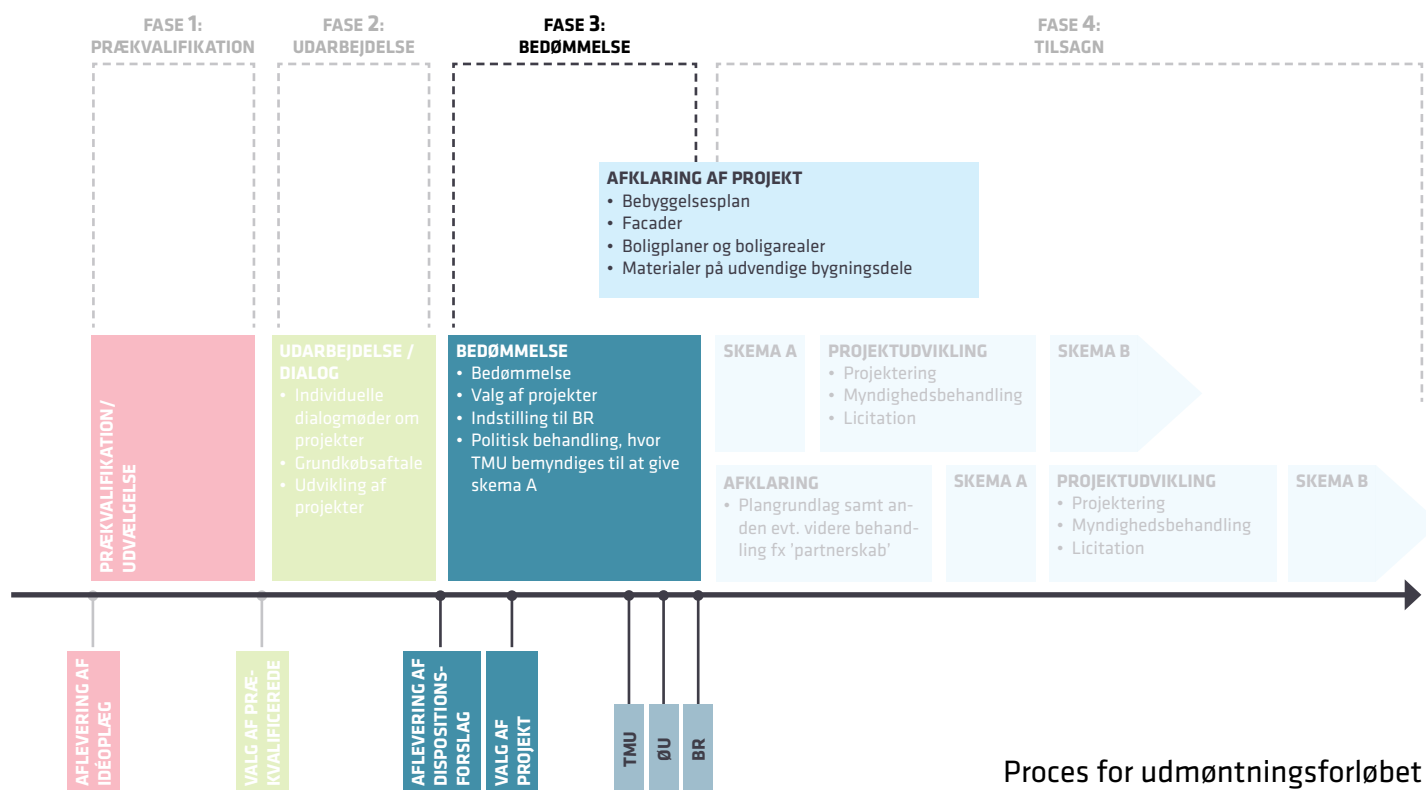 FASE 1:
PRÆKVALIFIKATION
FASE 2:
UDARBEJDELSE
FASE 3:
BEDØMMELSE
FASE 4:
TILSAGN
AFKLARING AF PROJEKT
• Bebyggelsesplan
• Facader
• Boligplaner og boligarealer
• Materialer på udvendige bygningsdele
PRÆKVALIFIKATION/
UDVÆLGELSE
UDARBEJDELSE /
DIALOG
• Individuelle
dialogmøder om
projekter
• Grundkøbsaftale
• Udvikling af
projekter
BEDØMMELSE
• Bedømmelse
• Valg af projekter
• Indstilling til BR
• Politisk behandling, hvor
TMU bemyndiges til at give
skema A
SKEMA A
PROJEKTUDVIKLING
• Projektering
• Myndighedsbehandling
• Licitation
SKEMA B
AFKLARING
• Plangrundlag samt an-
den evt. videre behand-
ling fx 'partnerskab'
SKEMA A
PROJEKTUDVIKLING
• Projektering
• Myndighedsbehandling
• Licitation
SKEMA B
AFLEVERING AF
IDÉOPLÆG
VALG AF PRÆ-
KVALIFICEREDE
AFLEVERING AF
DISPOSITIONS-
FORSLAG
VALG AF
PROJEKT
TMU
ØU
BR
Proces for udmøntningsforløbet